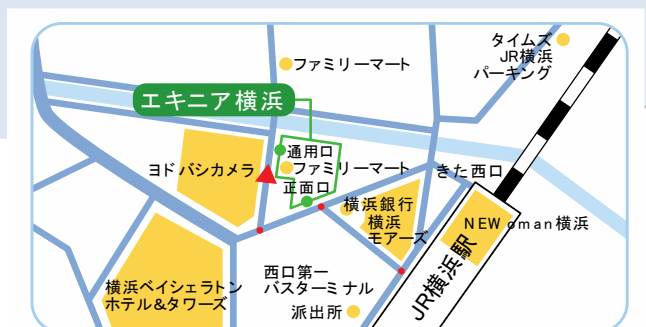 タイムズ
JR横浜
パーキング
ファミリーマート
エキニア横浜
通用口
ヨドバシカメラ
ファミリーマート
きた西口
正面口
横浜銀行
横浜
モアーズ
NEWoman横浜
JR横浜駅
西口第一
バスターミナル
横浜ベイシェラトン
ホテル&タワーズ
派出所